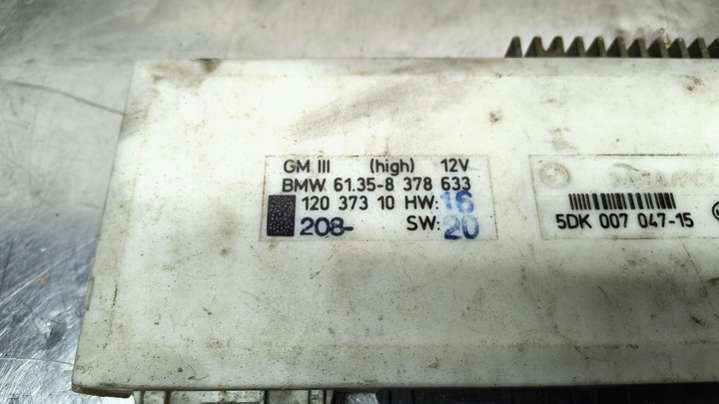 GM III (high) 12V
BMW 61.35-8 378 633
120 373 10 HW: 16
208- SW: 20
5DK 007 047-15